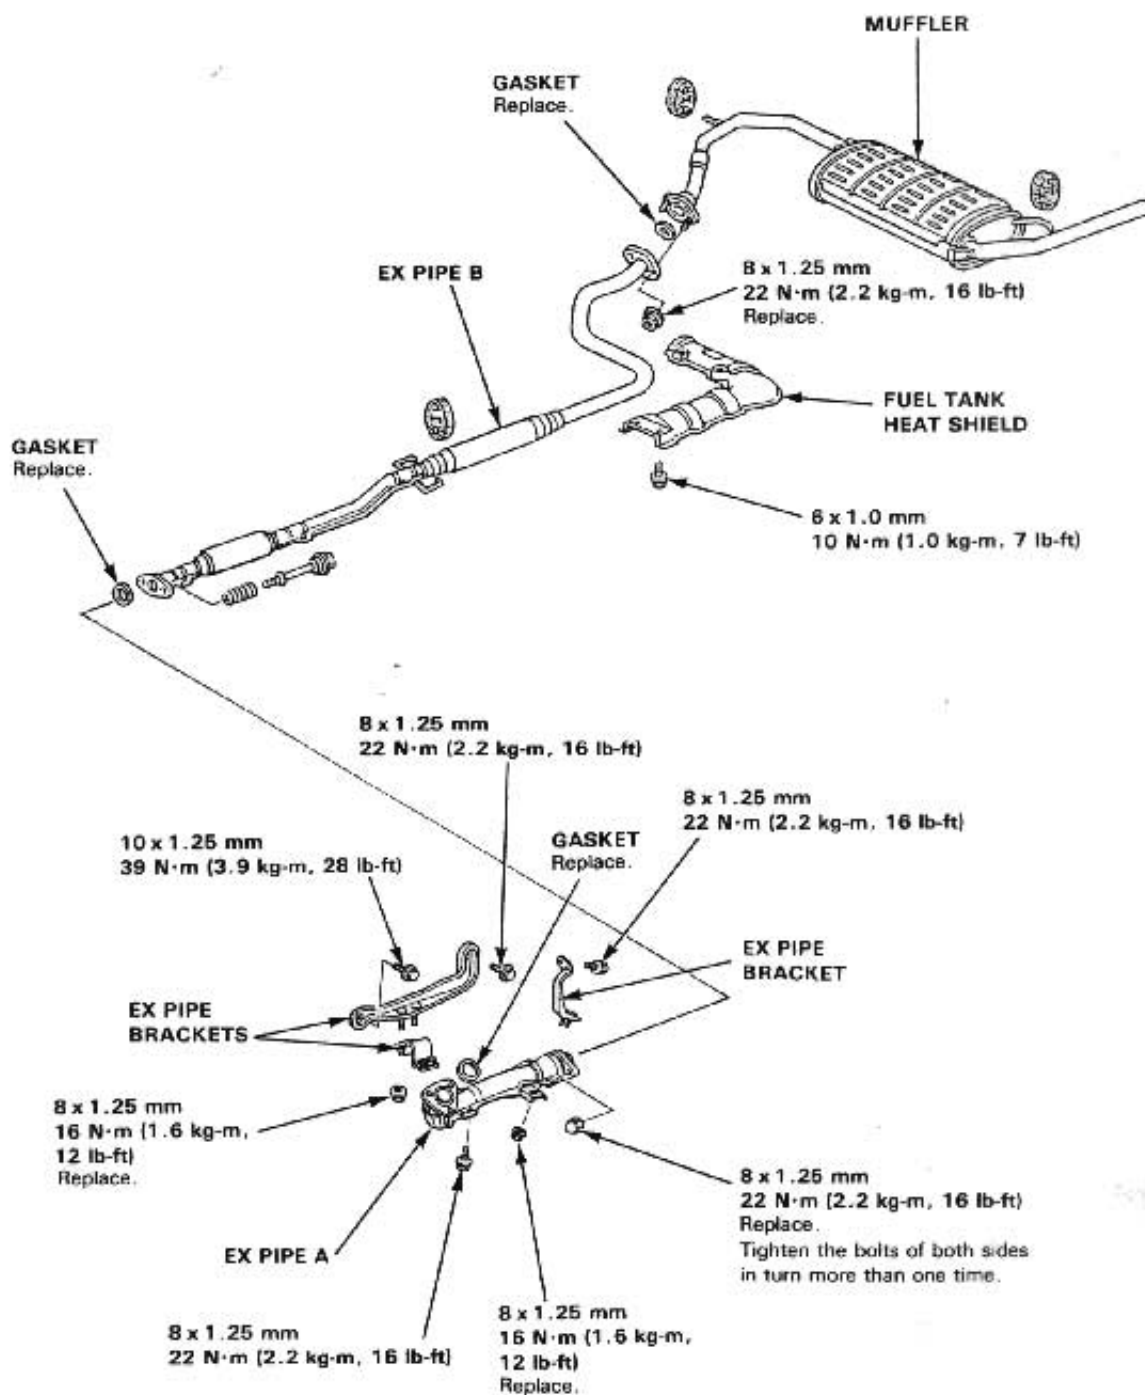 MUFFLER
GASKET
Replace.
EX PIPE B
8 x 1.25 mm
22 N·m (2.2 kg-m, 16 lb-ft)
Replace.
FUEL TANK
HEAT SHIELD
GASKET
Replace.
6 x 1.0 mm
10 N·m (1.0 kg-m, 7 lb-ft)
8 x 1.25 mm
22 N·m (2.2 kg-m, 16 lb-ft)
8 x 1.25 mm
22 N·m (2.2 kg-m, 16 lb-ft)
10 x 1.25 mm
39 N·m (3.9 kg-m, 28 lb-ft)
GASKET
Replace.
EX PIPE
BRACKET
EX PIPE
BRACKETS
8 x 1.25 mm
16 N·m (1.6 kg-m,
12 lb-ft)
Replace.
8 x 1.25 mm
22 N·m (2.2 kg-m, 16 lb-ft)
Replace.
Tighten the bolts of both sides
in turn more than one time.
EX PIPE A
8 x 1.25 mm
22 N·m (2.2 kg-m, 16 lb-ft)
8 x 1.25 mm
16 N·m (1.6 kg-m,
12 lb-ft)
Replace.